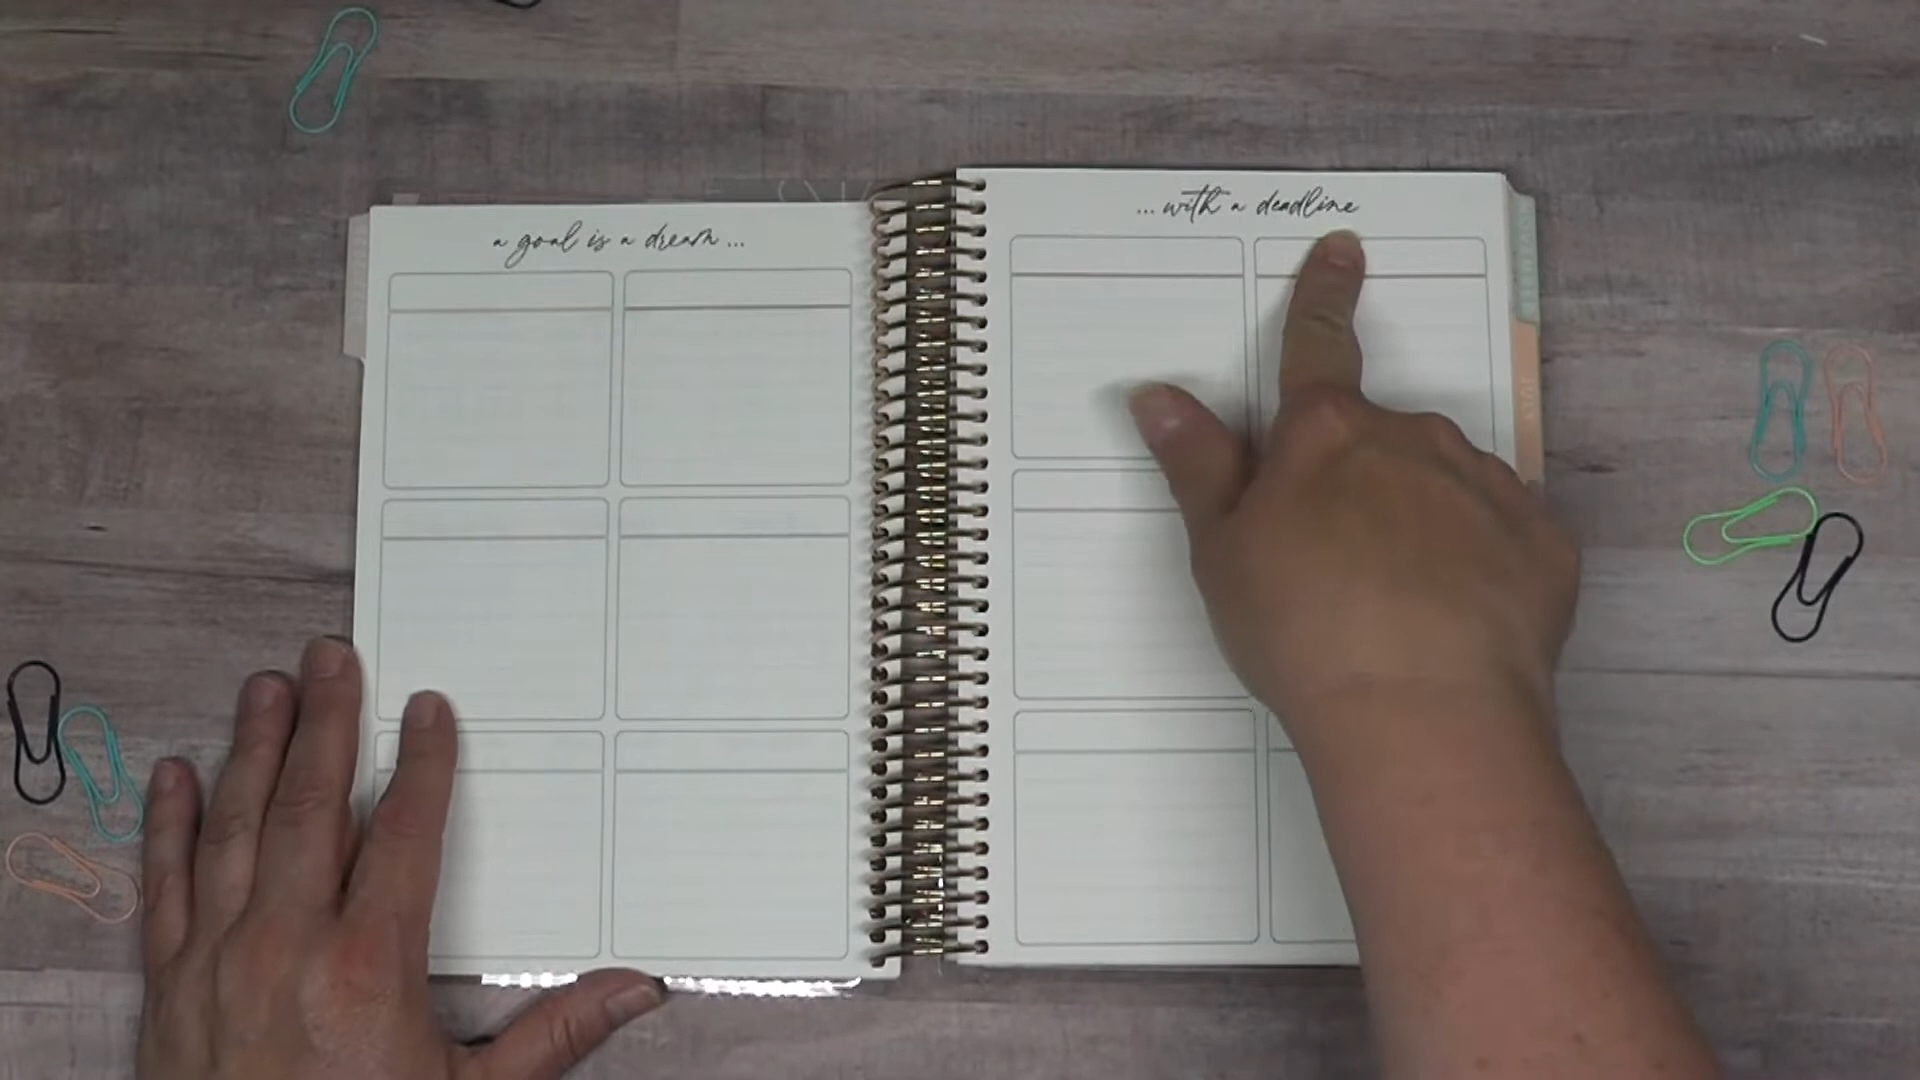 a goal is a dream ...
... with a deadline